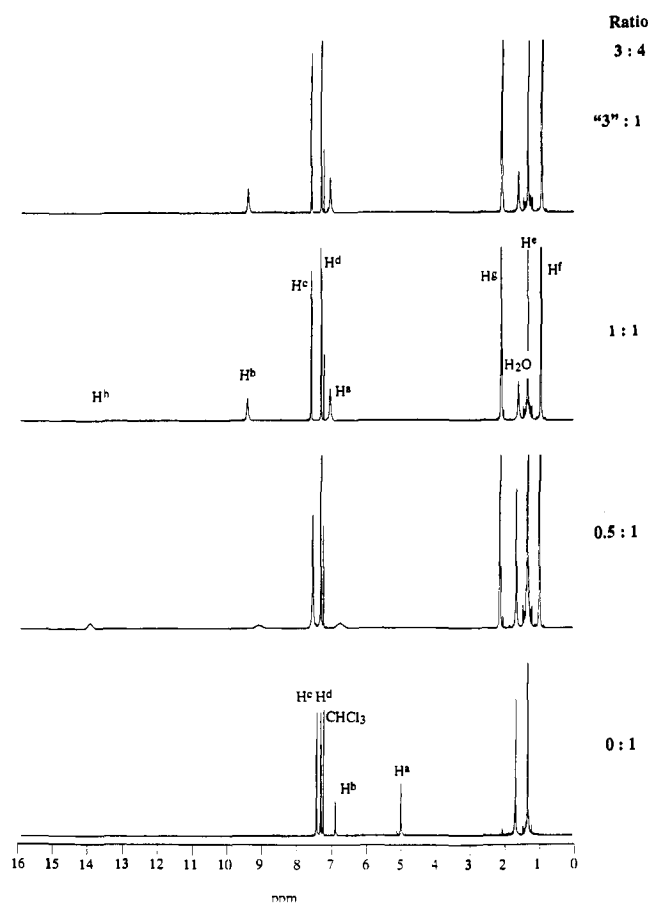 Ratio
3 : 4
“3” : 1
Hᵉ
Hᵈ
Hᶜ
Hᵍ
Hᶠ
1 : 1
H₂O
Hᵇ
Hʰ
Hᵃ
0.5 : 1
Hᶜ Hᵈ
0 : 1
CHCl₃
Hᵃ
Hᵇ
16 15 14 13 12 11 10 9 8 7 6 5 4 3 2 1 0
ppm